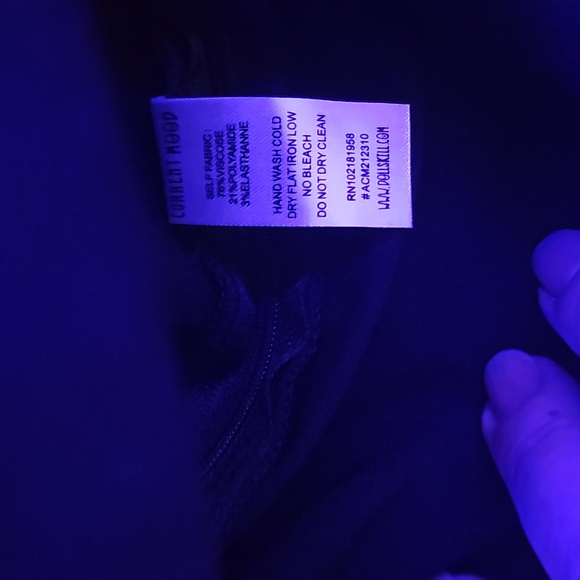 CURRENT MOOD
SELF FABRIC :
76%VISCOSE
21%POLYAMIDE
3%ELASTHANNE
HAND WASH COLD
DRY FLAT IRON LOW
NO BLEACH
DO NOT DRY CLEAN
RN102181958
#ACM212310
WWW.DOLLSKILL.COM